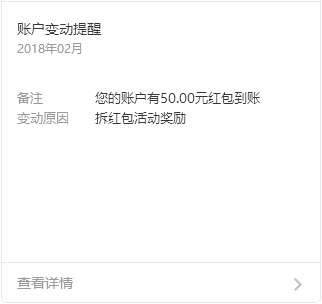 账户变动提醒
2018年02月
备注 您的账户有50.00元红包到账
变动原因 拆红包活动奖励
查看详情